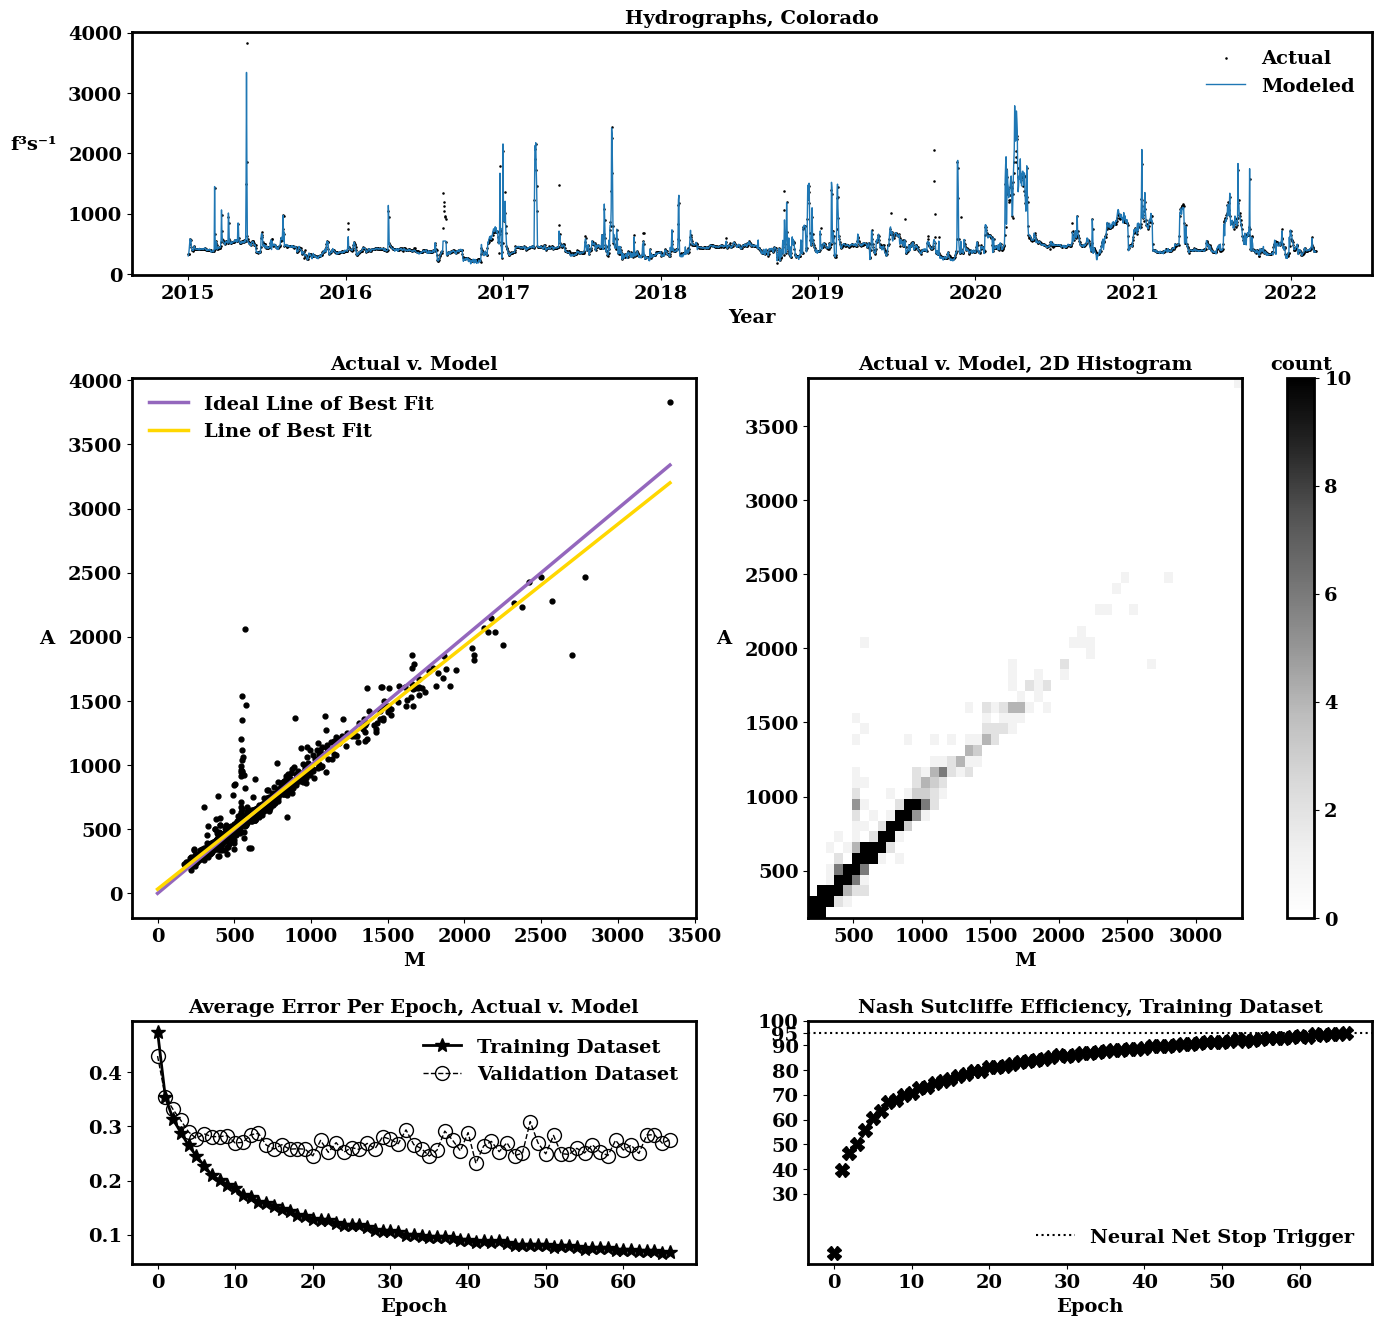 Hydrographs, Colorado
4000
3000
2000
1000
0
f³s⁻¹
Actual
Modeled
2015 2016 2017 2018 2019 2020 2021 2022
Year
Actual v. Model
4000
3500
3000
2500
2000
1500
1000
500
0
A
Ideal Line of Best Fit
Line of Best Fit
0 500 1000 1500 2000 2500 3000 3500
M
Actual v. Model, 2D Histogram
3500
3000
2500
2000
1500
1000
500
A
500 1000 1500 2000 2500 3000
M
count
10
8
6
4
2
0
Average Error Per Epoch, Actual v. Model
0.4
0.3
0.2
0.1
Training Dataset
Validation Dataset
0 10 20 30 40 50 60
Epoch
Nash Sutcliffe Efficiency, Training Dataset
100
95
90
80
70
60
50
40
30
Neural Net Stop Trigger
0 10 20 30 40 50 60
Epoch